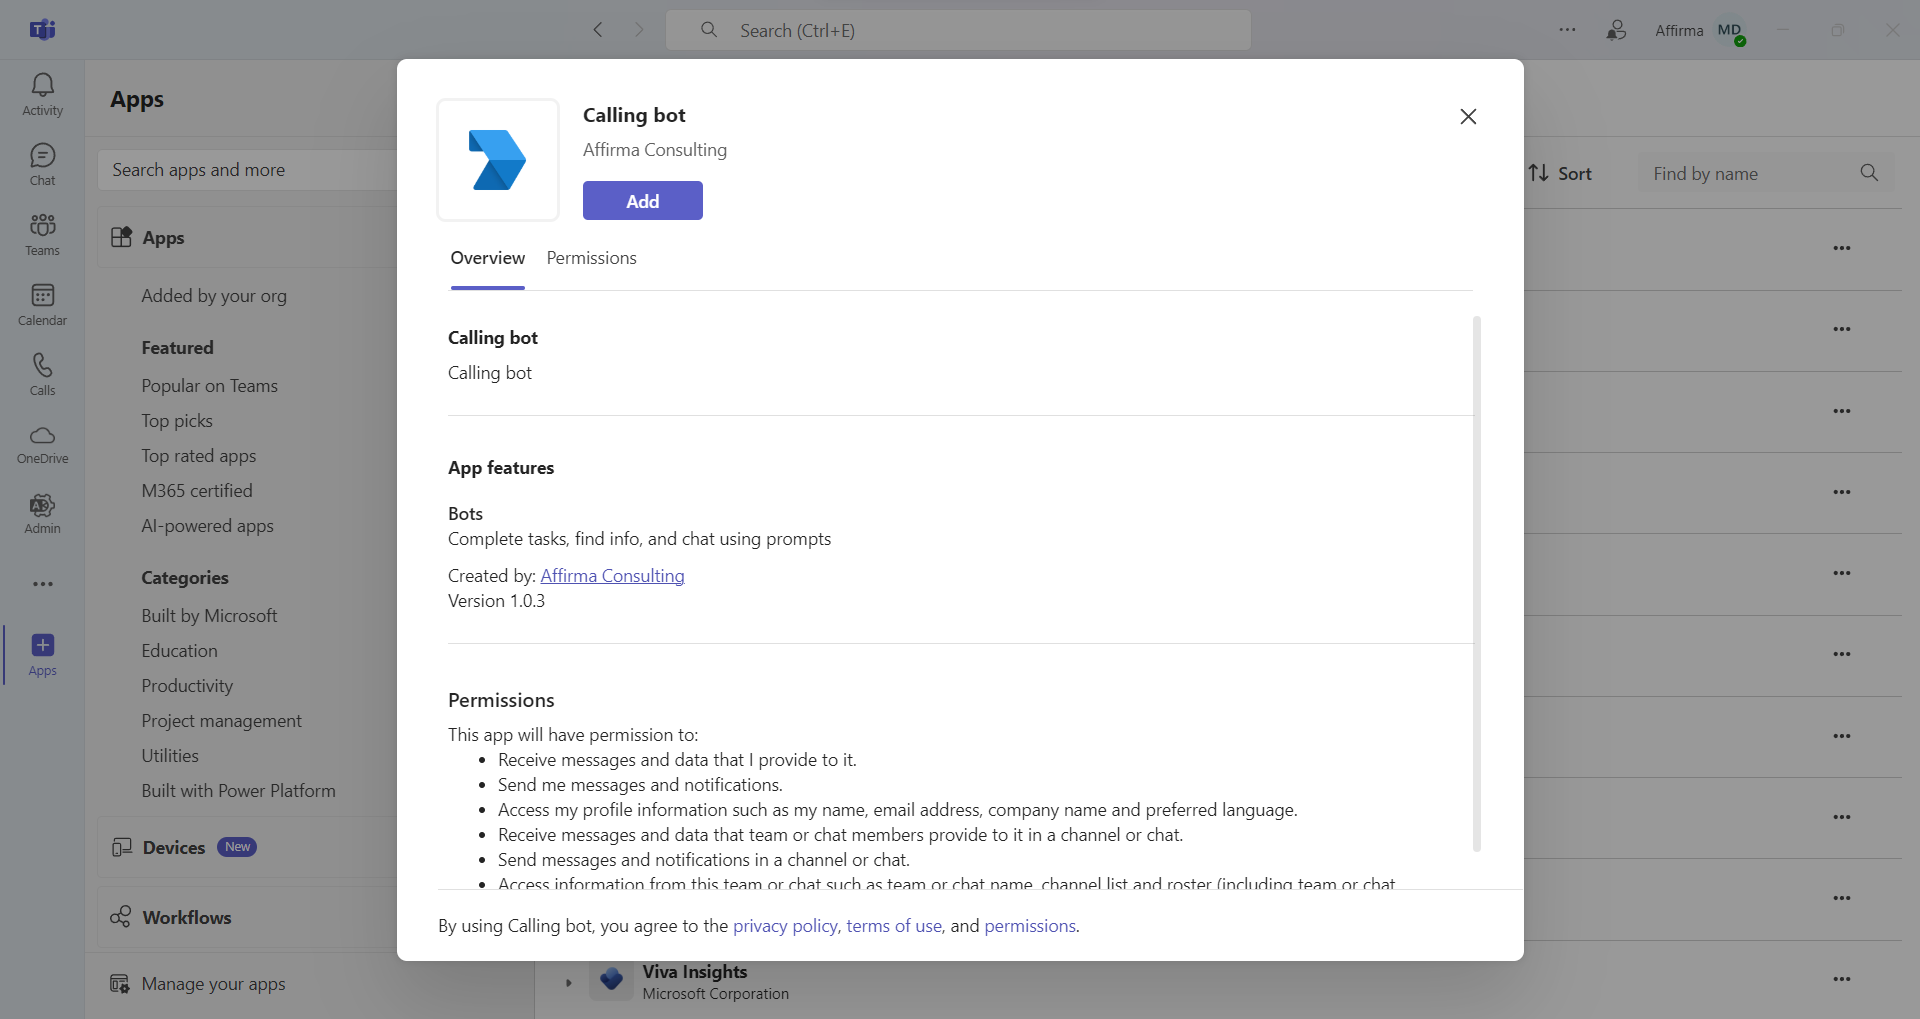 Search (Ctrl+E)
Affirma MD
Activity
Chat
Teams
Calendar
Calls
OneDrive
Admin
Apps
Apps
Search apps and more
Apps
Added by your org
Featured
Popular on Teams
Top picks
Top rated apps
M365 certified
AI-powered apps
Categories
Built by Microsoft
Education
Productivity
Project management
Utilities
Built with Power Platform
Devices New
Workflows
Manage your apps
Sort
Find by name
Calling bot
Affirma Consulting
Add
Overview Permissions
Calling bot
Calling bot
App features
Bots
Complete tasks, find info, and chat using prompts
Created by: Affirma Consulting
Version 1.0.3
Permissions
This app will have permission to:
• Receive messages and data that I provide to it.
• Send me messages and notifications.
• Access my profile information such as my name, email address, company name and preferred language.
• Receive messages and data that team or chat members provide to it in a channel or chat.
• Send messages and notifications in a channel or chat.
• Access information from this team or chat such as team or chat name, channel list and roster (including team or chat
By using Calling bot, you agree to the privacy policy, terms of use, and permissions.
Viva Insights
Microsoft Corporation